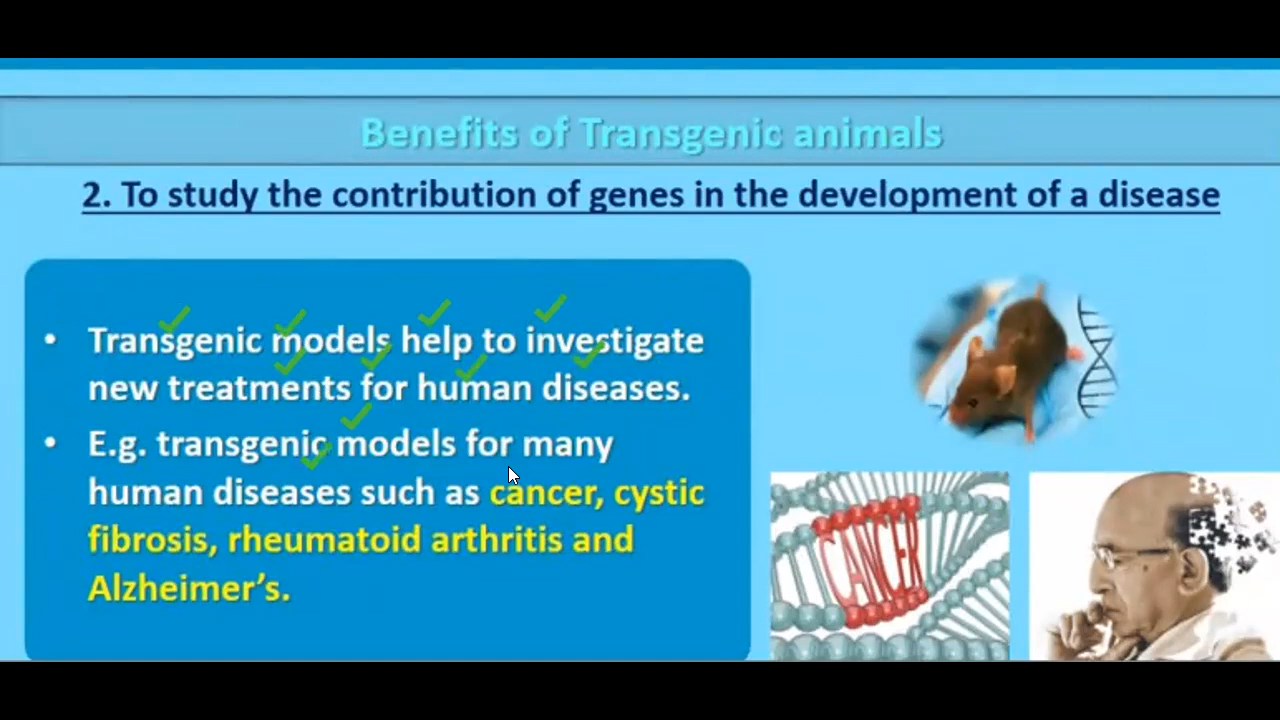 Benefits of Transgenic animals
2. To study the contribution of genes in the development of a disease
• Transgenic models help to investigate
new treatments for human diseases.
• E.g. transgenic models for many
human diseases such as cancer, cystic
fibrosis, rheumatoid arthritis and
Alzheimer's.
CANCER